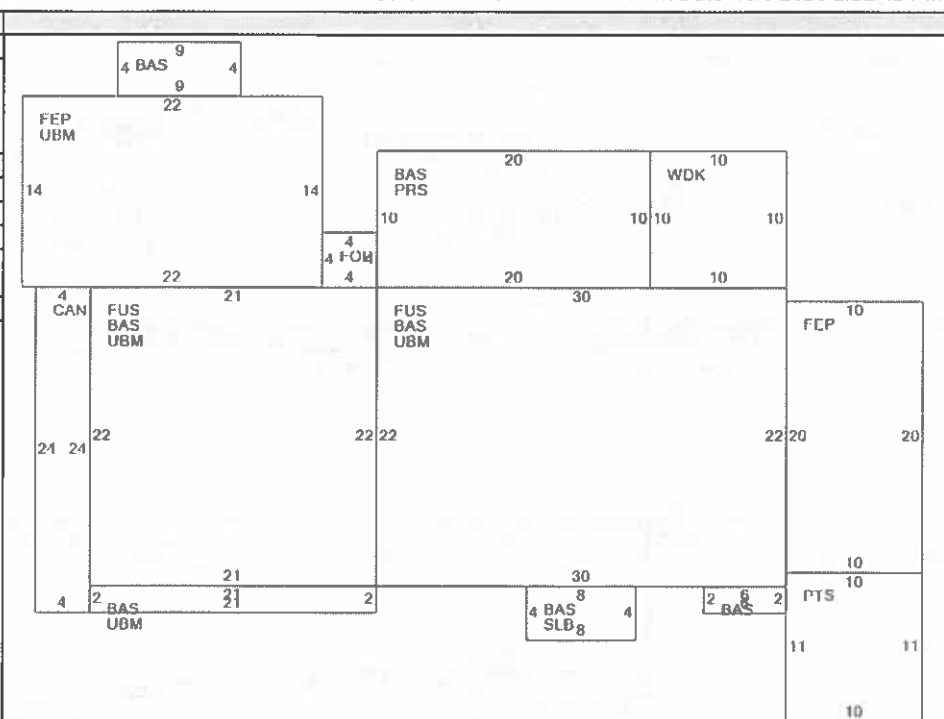 9
4 BAS 4
9
22
FEP
UBM
14 14
20
BAS
PRS
10 10
10
WDK
10 10
4
4
4
22
20
10
4
CAN
24 24
4
21
FUS
BAS
UBM
22 22
21
30
FUS
BAS
UBM
22 22
30
10
FEP
20 20
10
2 21 2
21
BAS
UBM
8
4 BAS 4
SLB 8
2 6 2
BAS
10
PTS
11 11
10